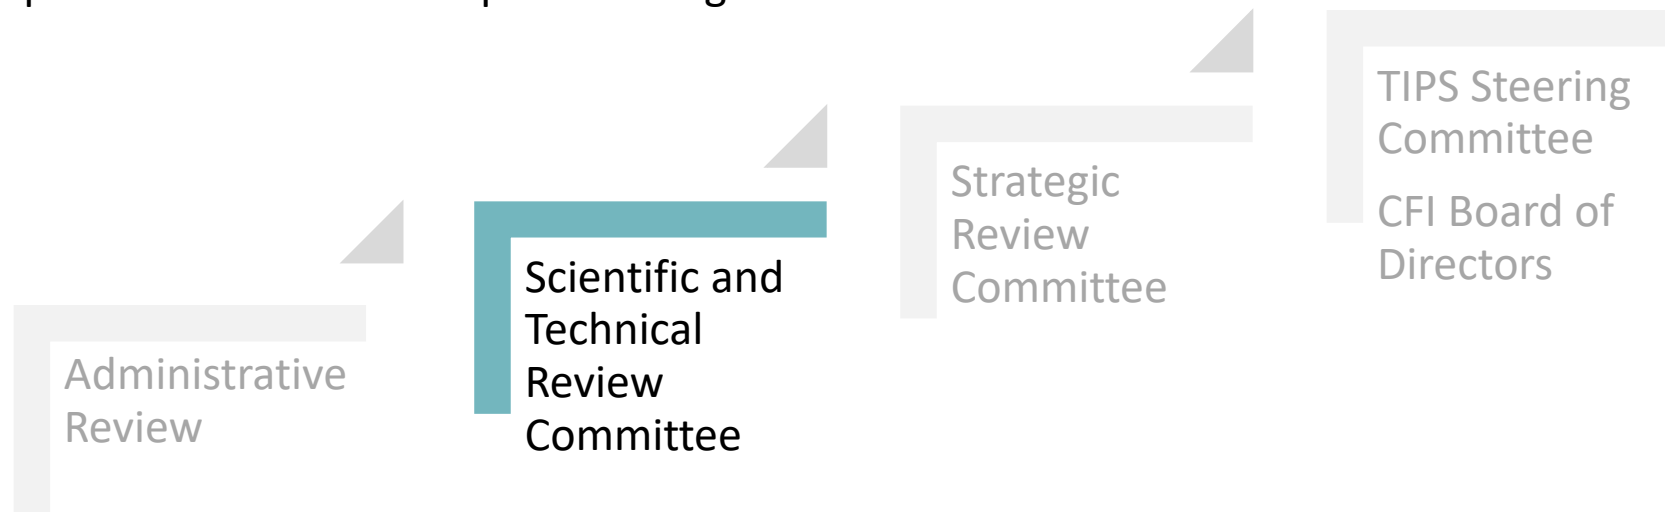 Administrative
Review
Scientific and
Technical
Review
Committee
Strategic
Review
Committee
TIPS Steering
Committee
CFI Board of
Directors